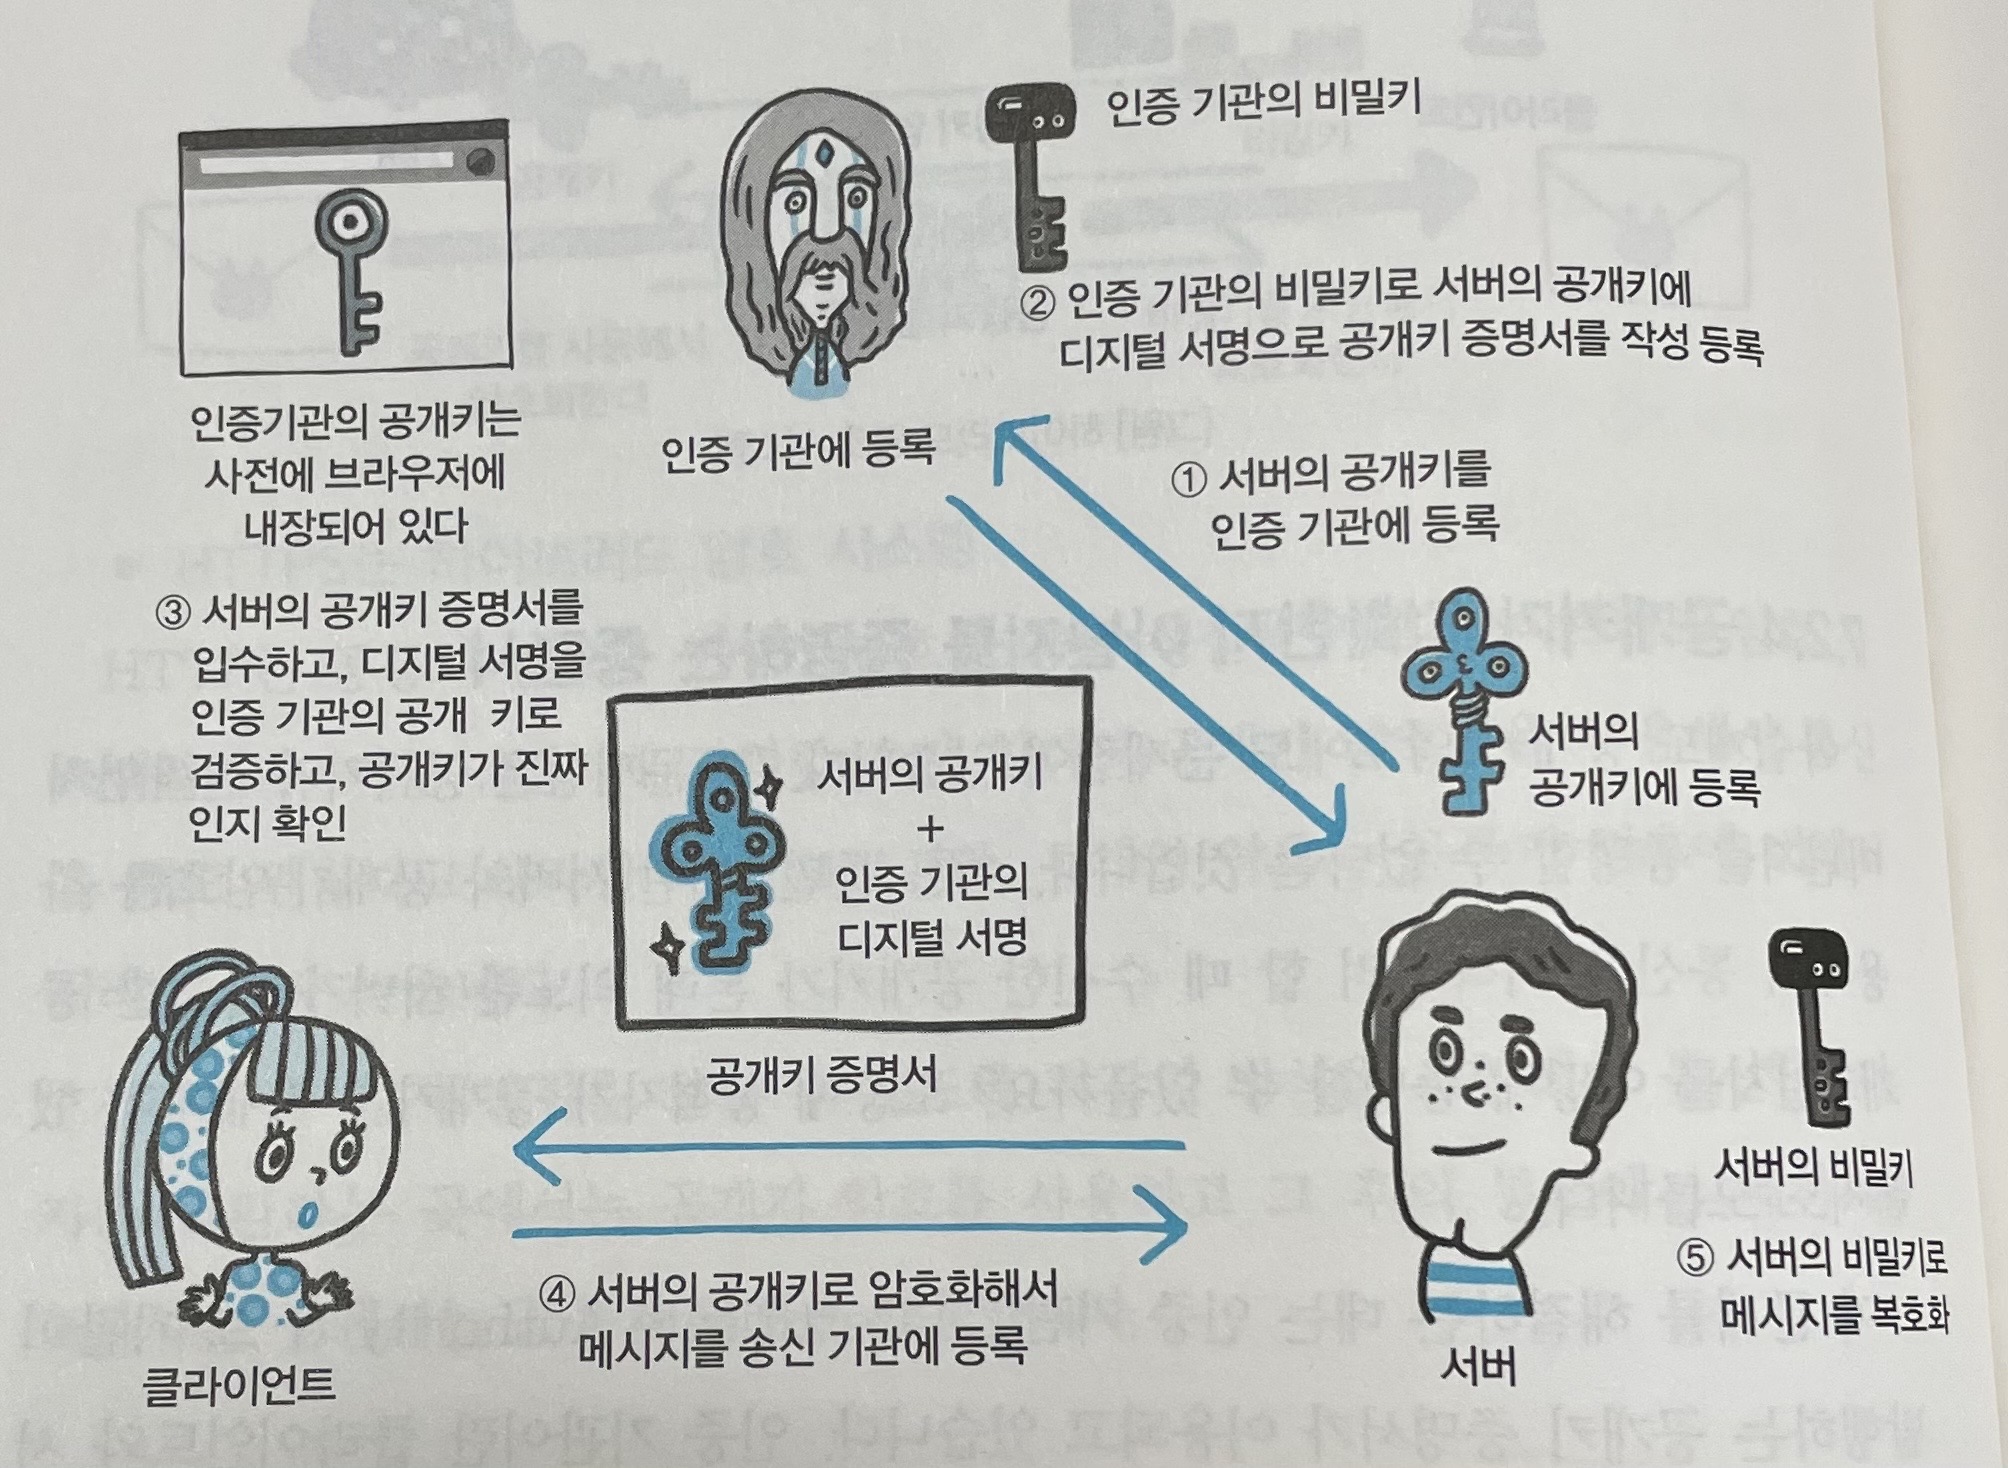 인증 기관의 비밀키
② 인증 기관의 비밀키로 서버의 공개키에
디지털 서명으로 공개키 증명서를 작성 등록
인증기관의 공개키는
사전에 브라우저에
내장되어 있다
인증 기관에 등록
① 서버의 공개키를
인증 기관에 등록
③ 서버의 공개키 증명서를
입수하고, 디지털 서명을
인증 기관의 공개 키로
검증하고, 공개키가 진짜
인지 확인
서버의 공개키
+
인증 기관의
디지털 서명
공개키 증명서
서버의
공개키에 등록
서버의 비밀키
④ 서버의 공개키로 암호화해서
메시지를 송신 기관에 등록
⑤ 서버의 비밀키로
메시지를 복호화
클라이언트
서버